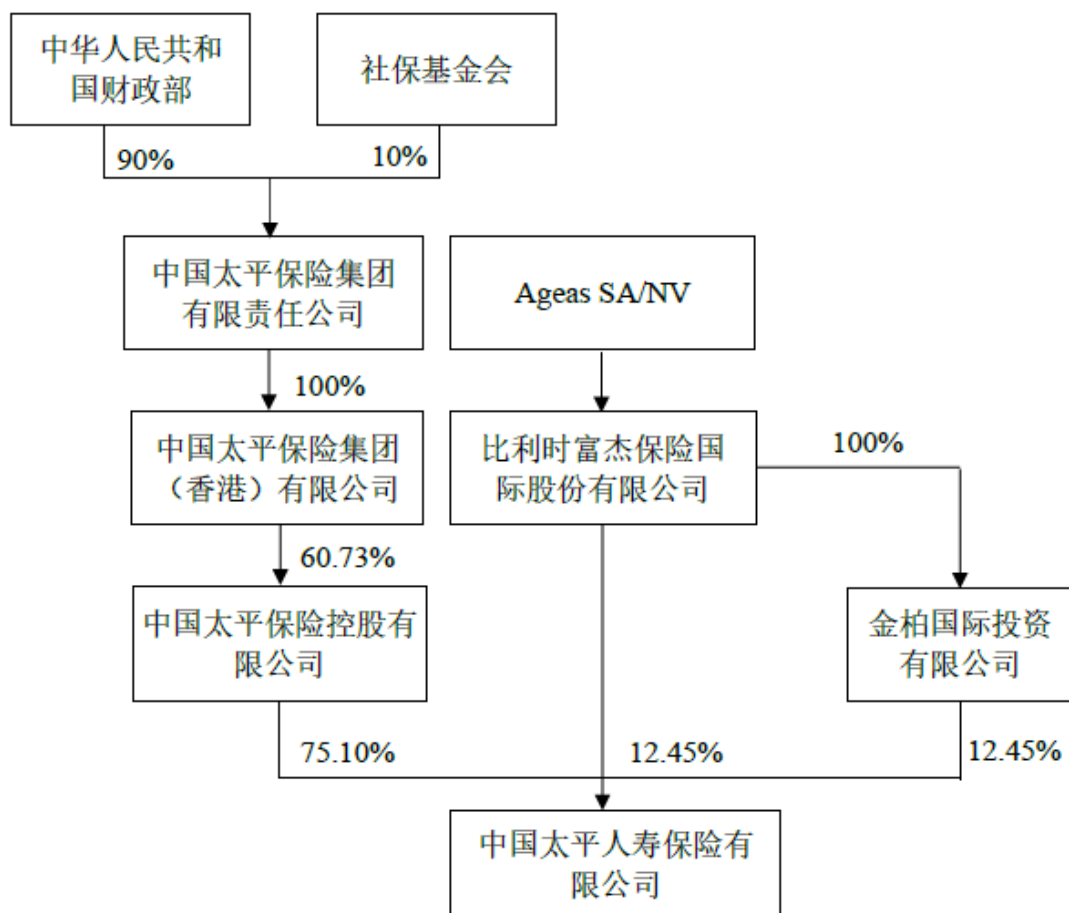 中华人民共和
国财政部
社保基金会
90%
10%
中国太平保险集团
有限责任公司
Ageas SA/NV
100%
中国太平保险集团
（香港）有限公司
比利时富杰保险国
际股份有限公司
100%
60.73%
中国太平保险控股有
限公司
金柏国际投资
有限公司
75.10%
12.45%
12.45%
中国太平人寿保险有
限公司